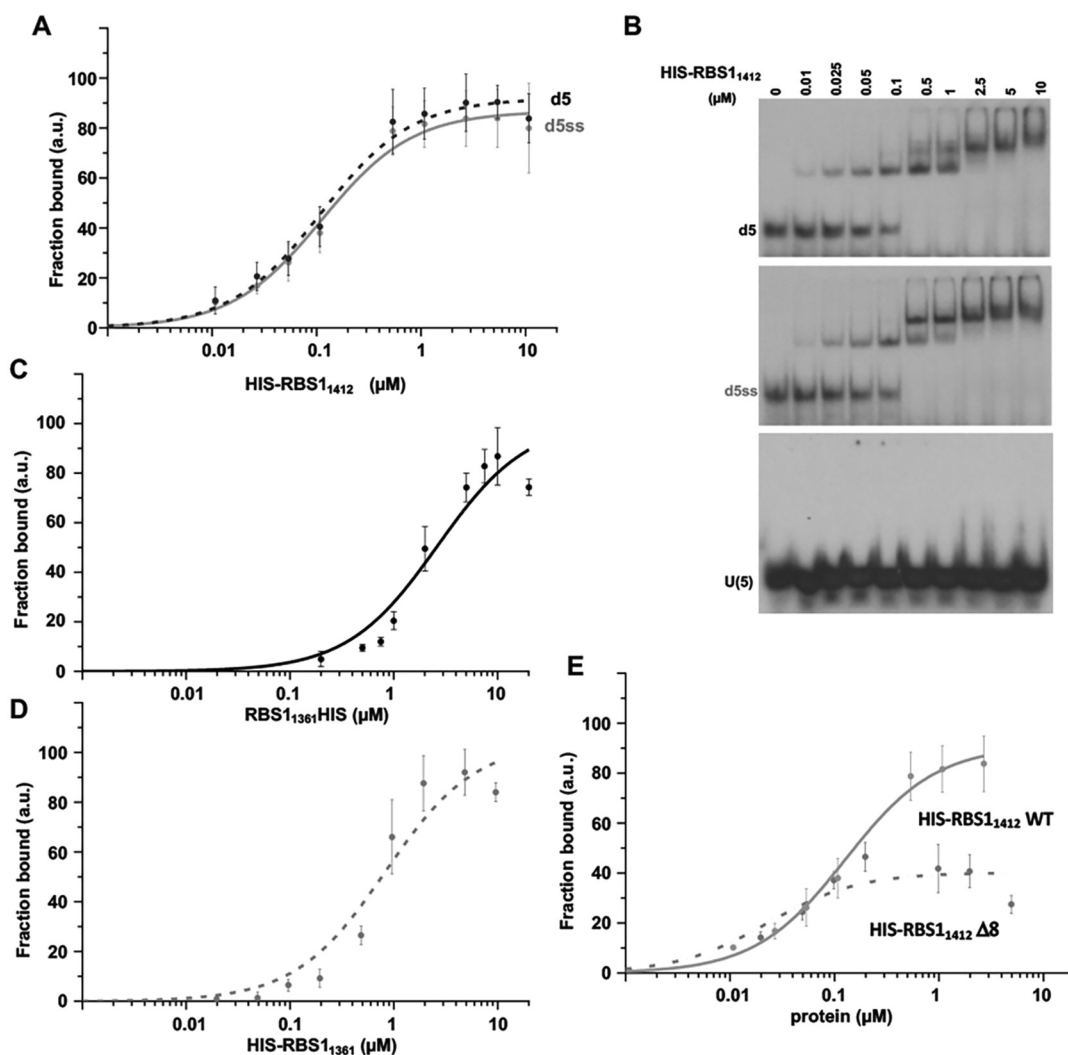 A
Fraction bound (a.u.)
100
80
60
40
20
0
0.01
0.1
1
10
d5
d5ss
HIS-RBS1₁₄₁₂ (µM)
B
HIS-RBS1₁₄₁₂
(µM)
0
0.01
0.025
0.05
0.1
0.5
1
2.5
5
10
d5
d5ss
U(5)
C
Fraction bound (a.u.)
100
80
60
40
20
0
0.01
0.1
1
10
RBS1₁₃₆₁HIS (µM)
D
Fraction bound (a.u.)
100
80
60
40
20
0
0.01
0.1
1
10
HIS-RBS1₁₃₆₁ (µM)
E
Fraction bound (a.u.)
100
80
60
40
20
0
0.01
0.1
1
10
HIS-RBS1₁₄₁₂ WT
HIS-RBS1₁₄₁₂ Δ8
protein (µM)